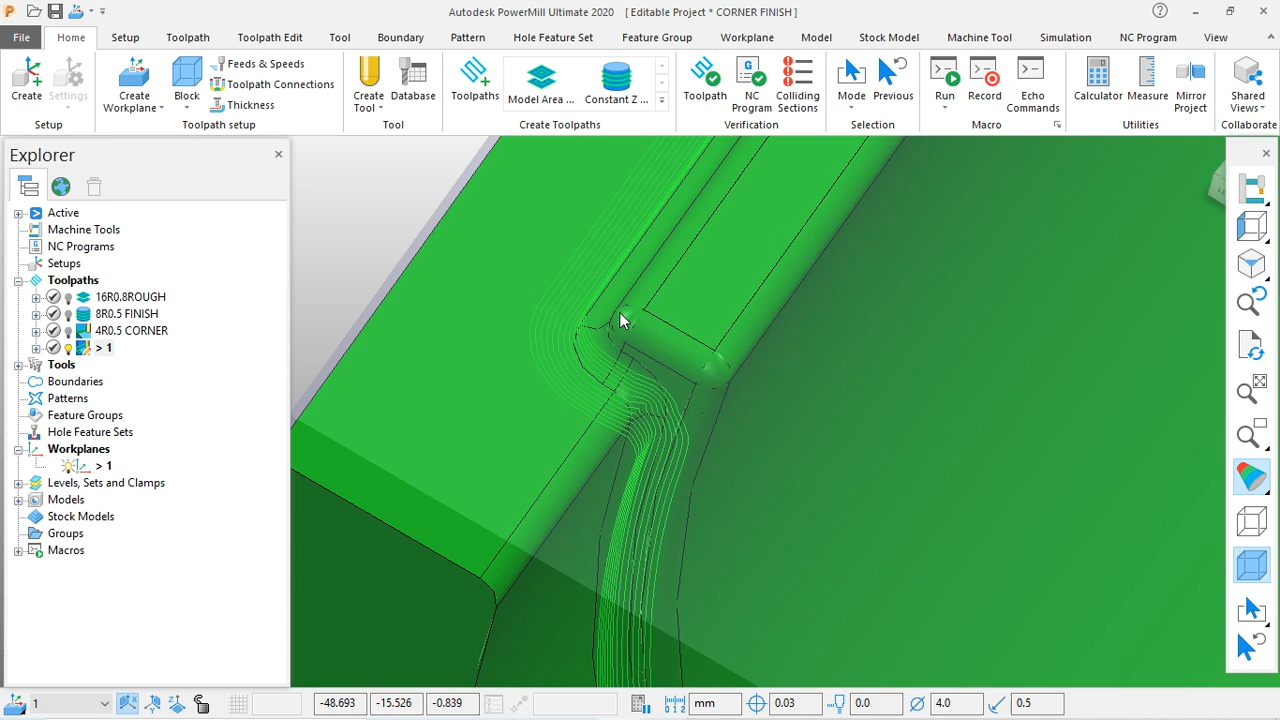 Autodesk PowerMill Ultimate 2020 [ Editable Project * CORNER FINISH ]
File Home Setup Toolpath Toolpath Edit Tool Boundary Pattern Hole Feature Set Feature Group Workplane Model Stock Model Machine Tool Simulation NC Program View
Create
Settings
Setup
Create Workplane
Block
Feeds & Speeds
Toolpath Connections
Thickness
Toolpath setup
Create Tool
Database
Tool
Toolpaths
Model Area ...
Constant Z ...
Create Toolpaths
Toolpath
NC Program
Colliding Sections
Verification
Mode
Previous
Selection
Run
Record
Echo Commands
Macro
Calculator
Measure
Mirror Project
Utilities
Shared Views
Collaborate
Explorer
Active
Machine Tools
NC Programs
Setups
Toolpaths
16R0.8ROUGH
8R0.5 FINISH
4R0.5 CORNER
> 1
Tools
Boundaries
Patterns
Feature Groups
Hole Feature Sets
Workplanes
> 1
Levels, Sets and Clamps
Models
Stock Models
Groups
Macros
1 -48.693 -15.526 -0.839 mm 0.03 0.0 4.0 0.5